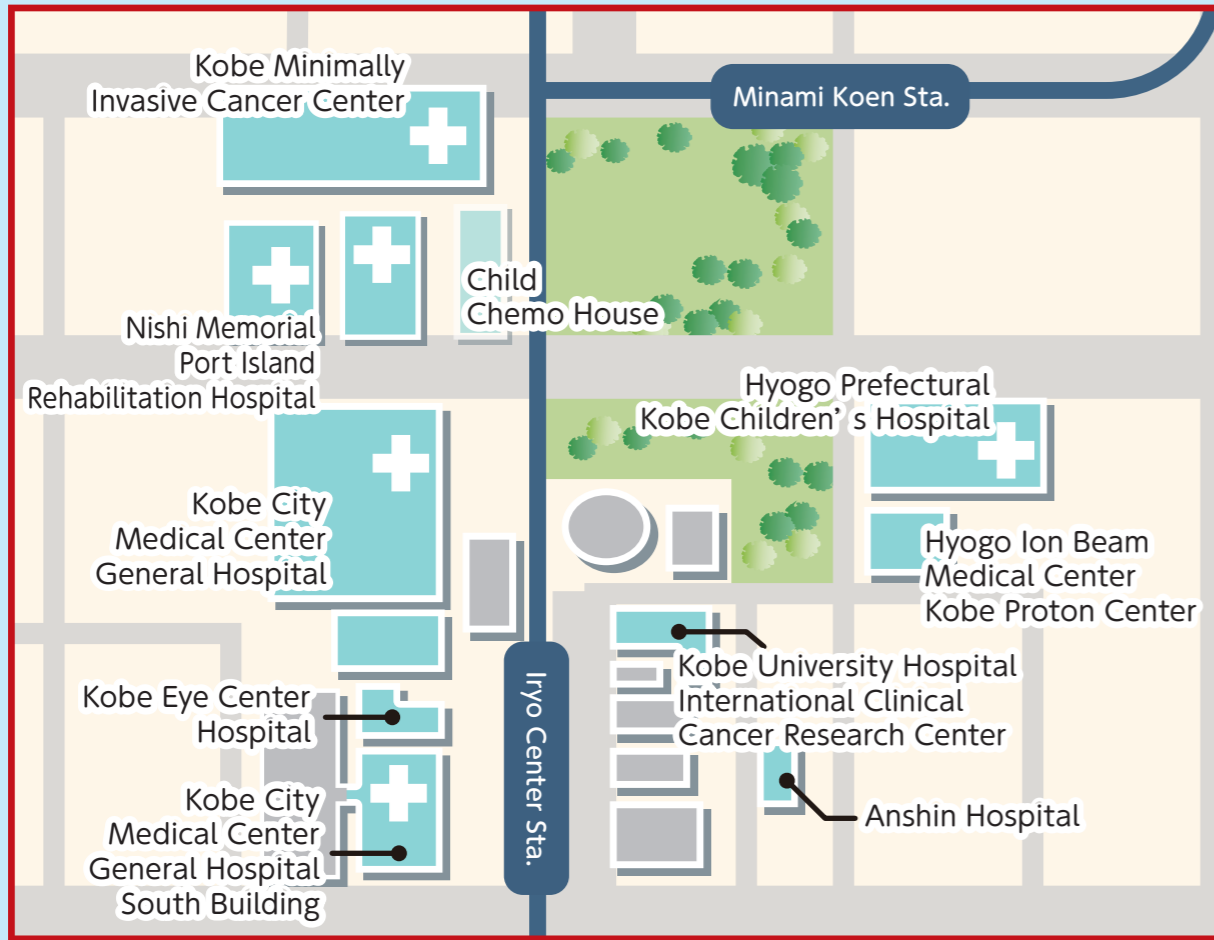 Kobe Minimally
Invasive Cancer Center
Minami Koen Sta.
Child
Chemo House
Nishi Memorial
Port Island
Rehabilitation Hospital
Hyogo Prefectural
Kobe Children’ s Hospital
Kobe City
Medical Center
General Hospital
Hyogo Ion Beam
Medical Center
Kobe Proton Center
Kobe University Hospital
International Clinical
Cancer Research Center
Kobe Eye Center
Hospital
Iryo Center Sta.
Kobe City
Medical Center
General Hospital
South Building
Anshin Hospital